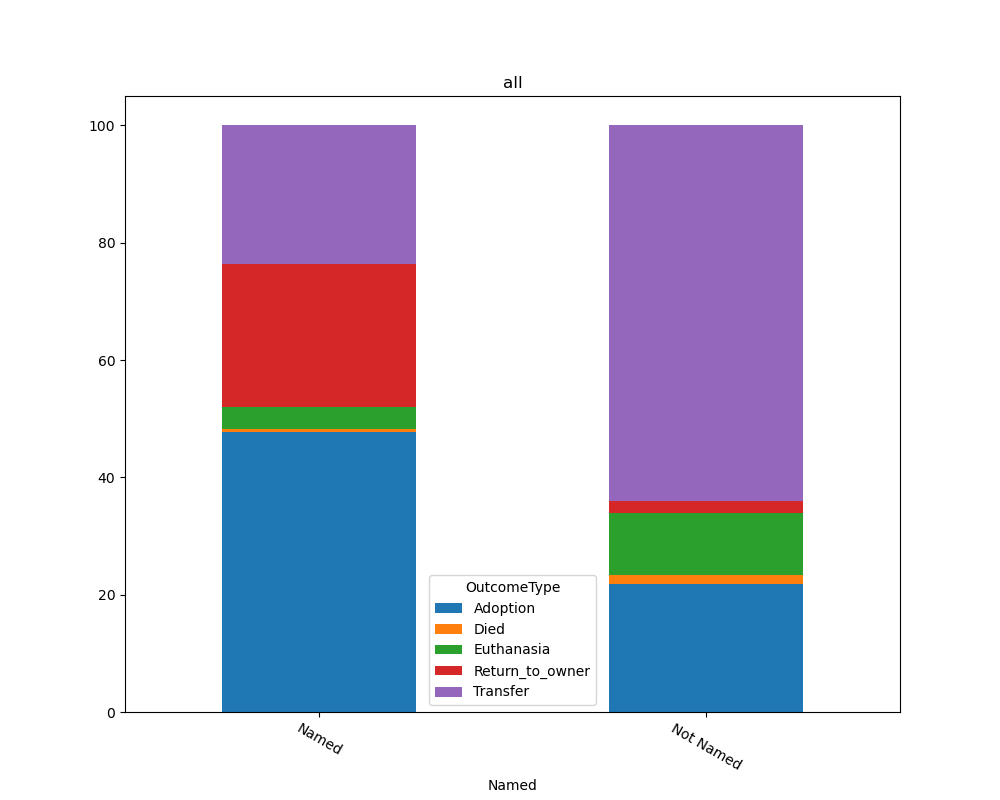 all
100
80
60
40
20
0
OutcomeType
Adoption
Died
Euthanasia
Return_to_owner
Transfer
Named
Not Named
Named